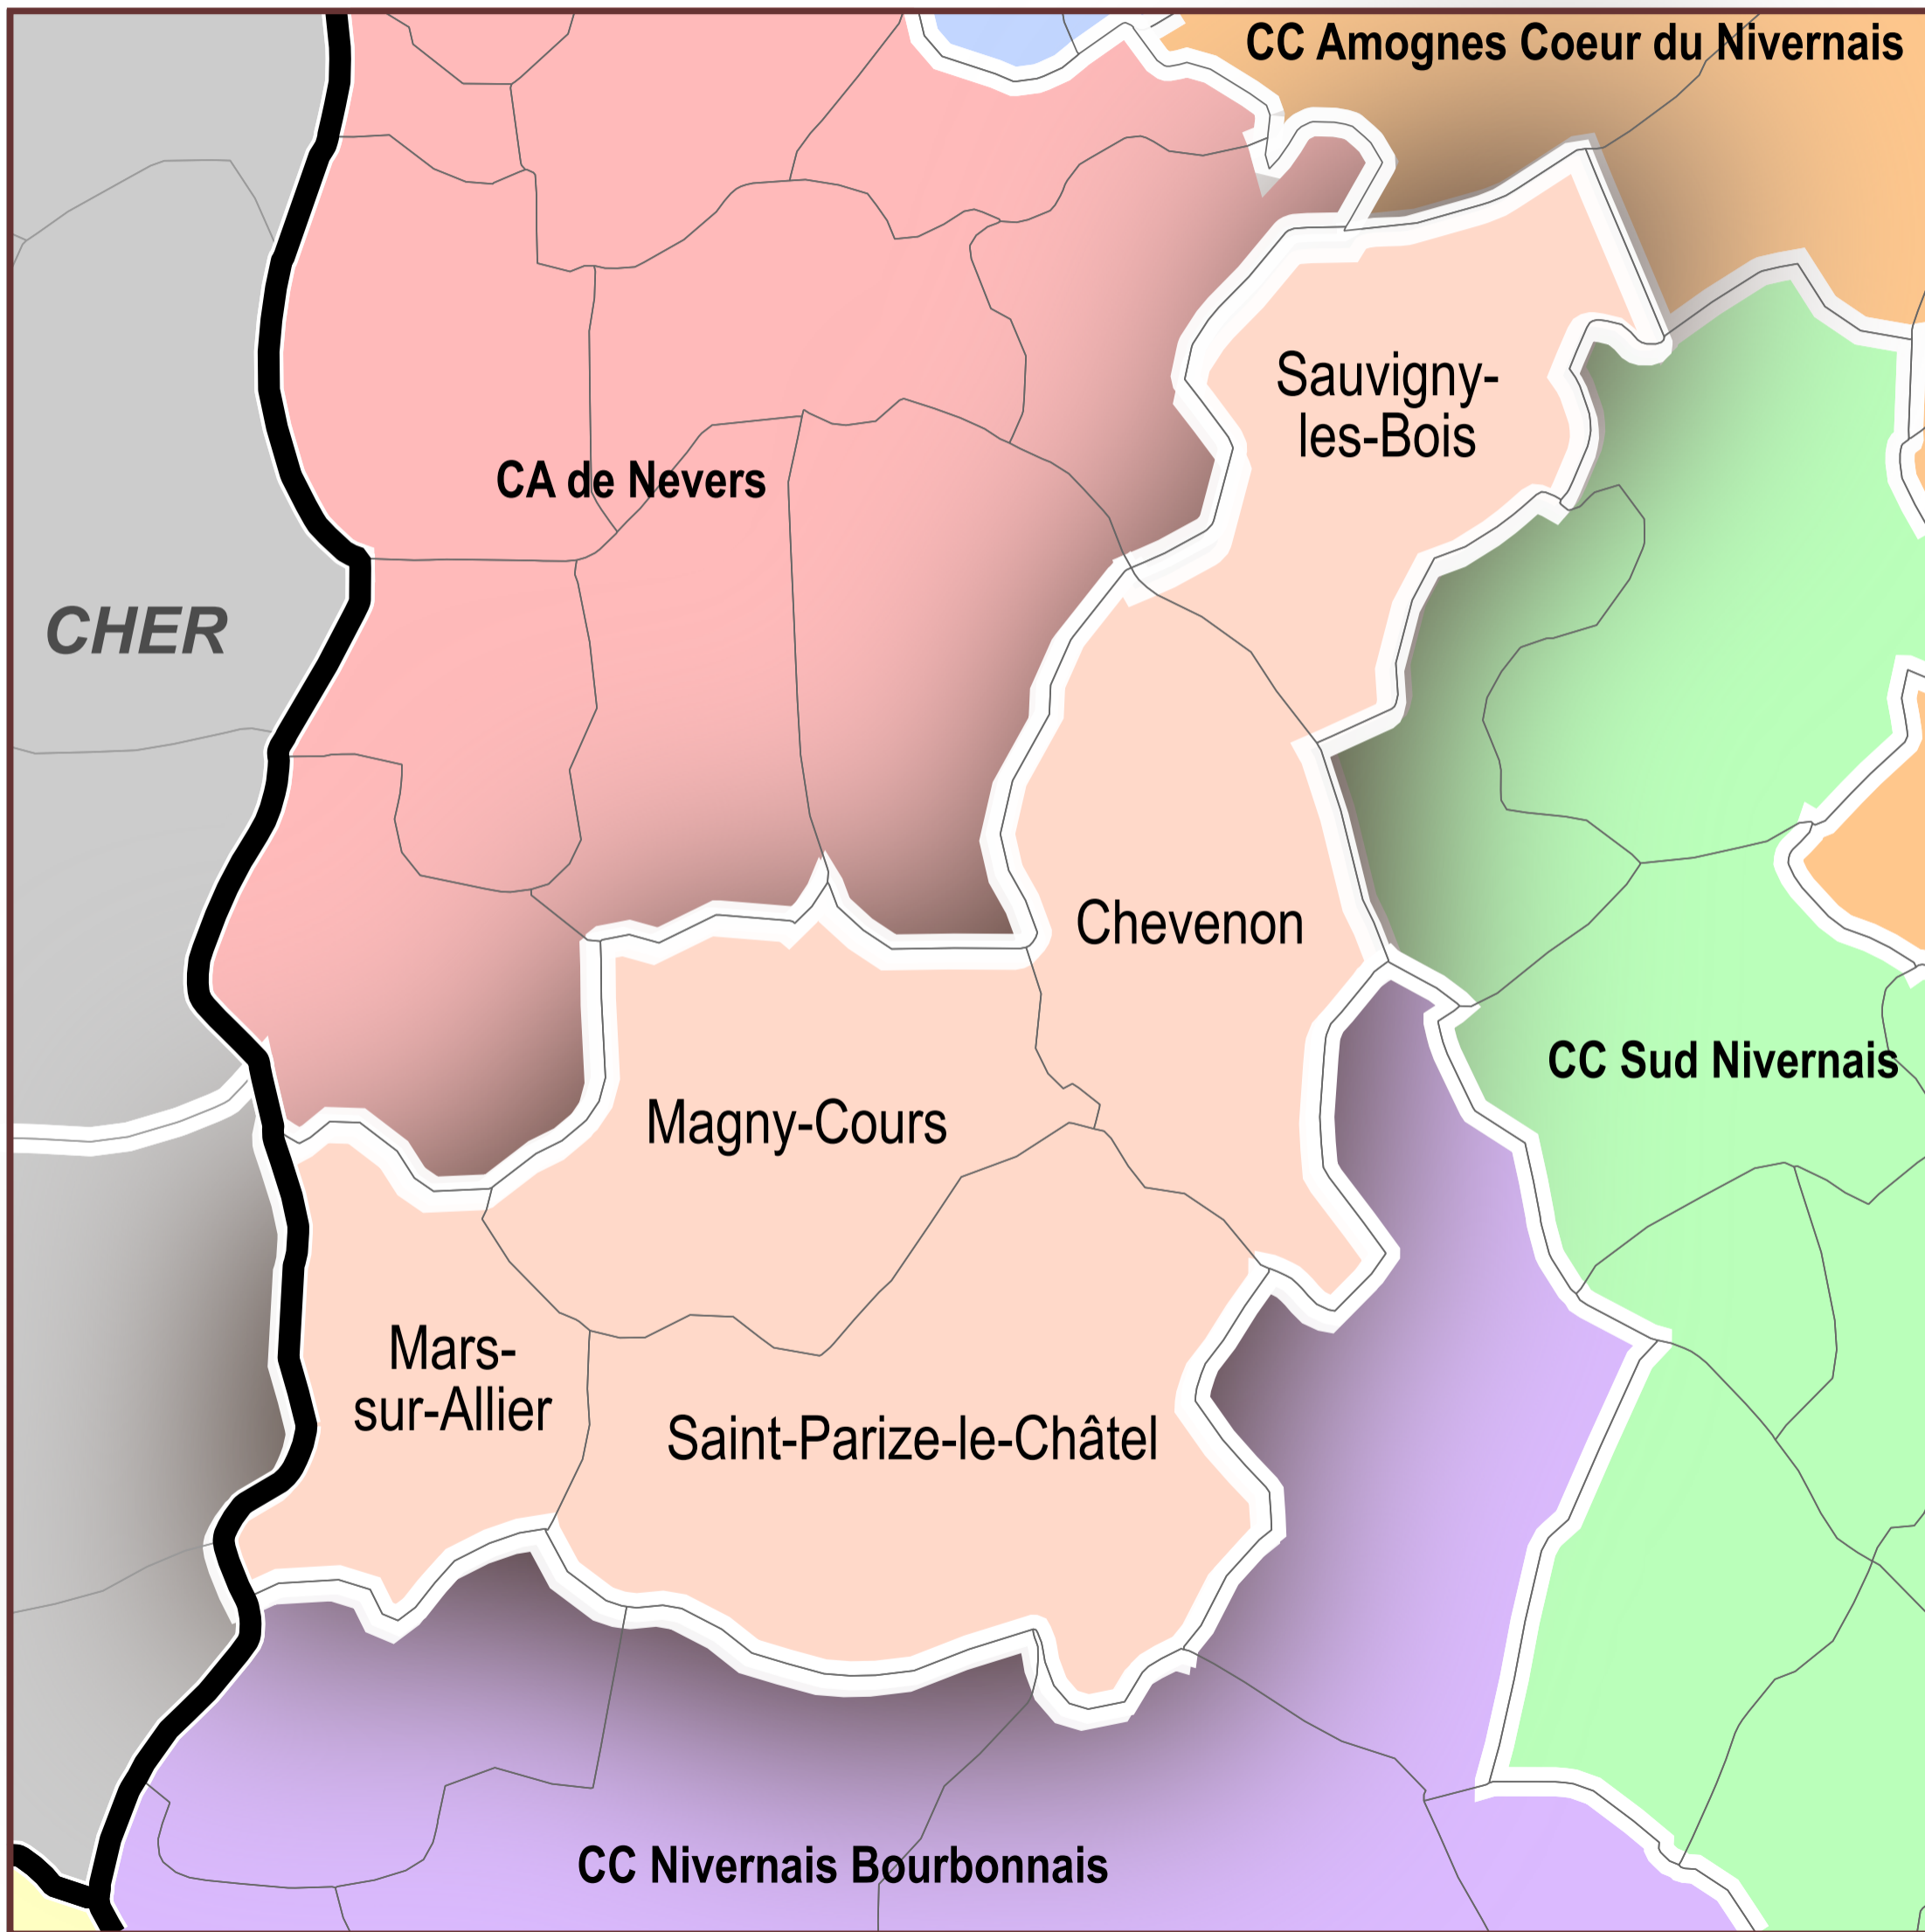 CC Amognes Coeur du Nivernais
Sauvigny-
les-Bois
CA de Nevers
CHER
Chevenon
CC Sud Nivernais
Magny-Cours
Mars-
sur-Allier
Saint-Parize-le-Châtel
CC Nivernais Bourbonnais